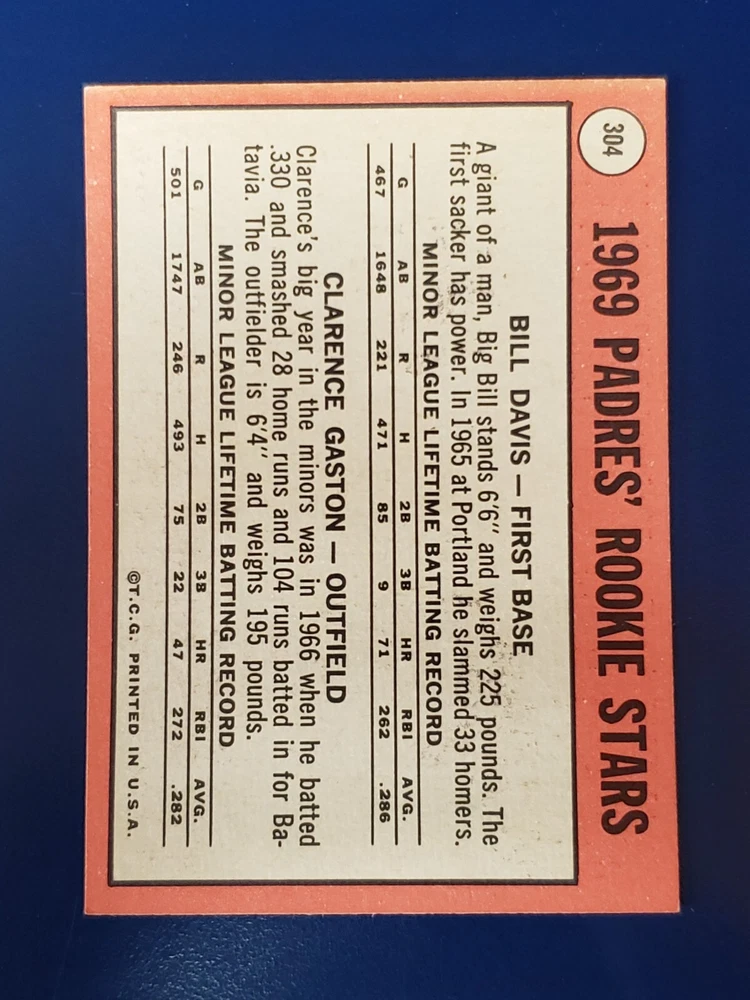 304
1969 PADRES' ROOKIE STARS
BILL DAVIS — FIRST BASE
A giant of a man, Big Bill stands 6'6" and weighs 225 pounds. The
first sacker has power. In 1965 at Portland he slammed 33 homers.
MINOR LEAGUE LIFETIME BATTING RECORD
G AB R H 2B 3B HR RBI AVG.
467 1648 221 471 85 9 71 262 .286
CLARENCE GASTON — OUTFIELD
Clarence's big year in the minors was in 1966 when he batted
.330 and smashed 28 home runs and 104 runs batted in for Ba-
tavia. The outfielder is 6'4" and weighs 195 pounds.
MINOR LEAGUE LIFETIME BATTING RECORD
G AB R H 2B 3B HR RBI AVG.
501 1747 246 493 75 22 47 272 .282
©T.C.G. PRINTED IN U.S.A.